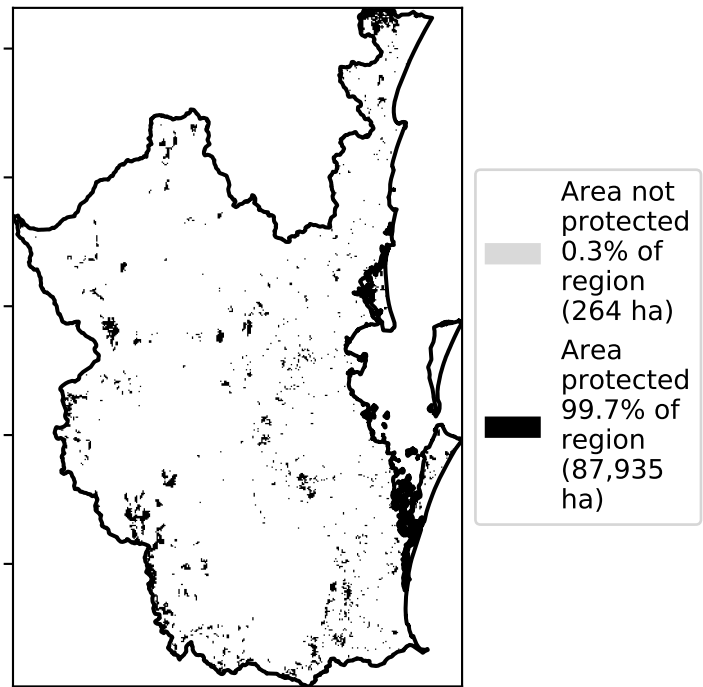 Area not
protected
0.3% of
region
(264 ha)
Area
protected
99.7% of
region
(87,935
ha)